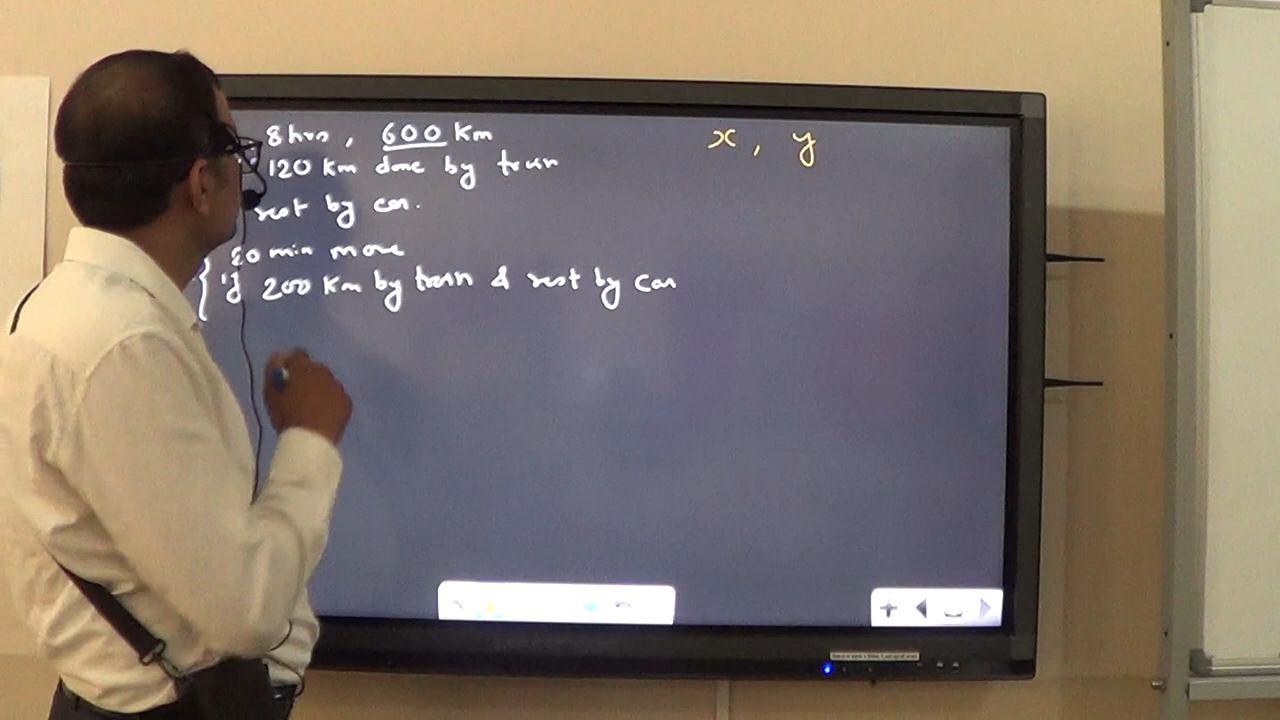 8 hrs , 600 Km
x , y
120 Km done by train
rest by car.
20 min more
if 200 Km by train & rest by car